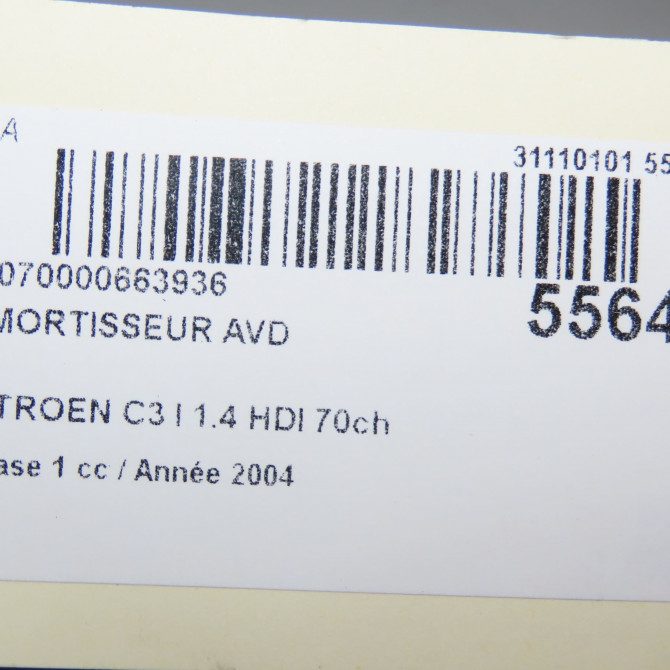 A
31110101 55
070000663936
5564
MORTISSEUR AVD
TROEN C3 I 1.4 HDI 70ch
ase 1 cc / Année 2004